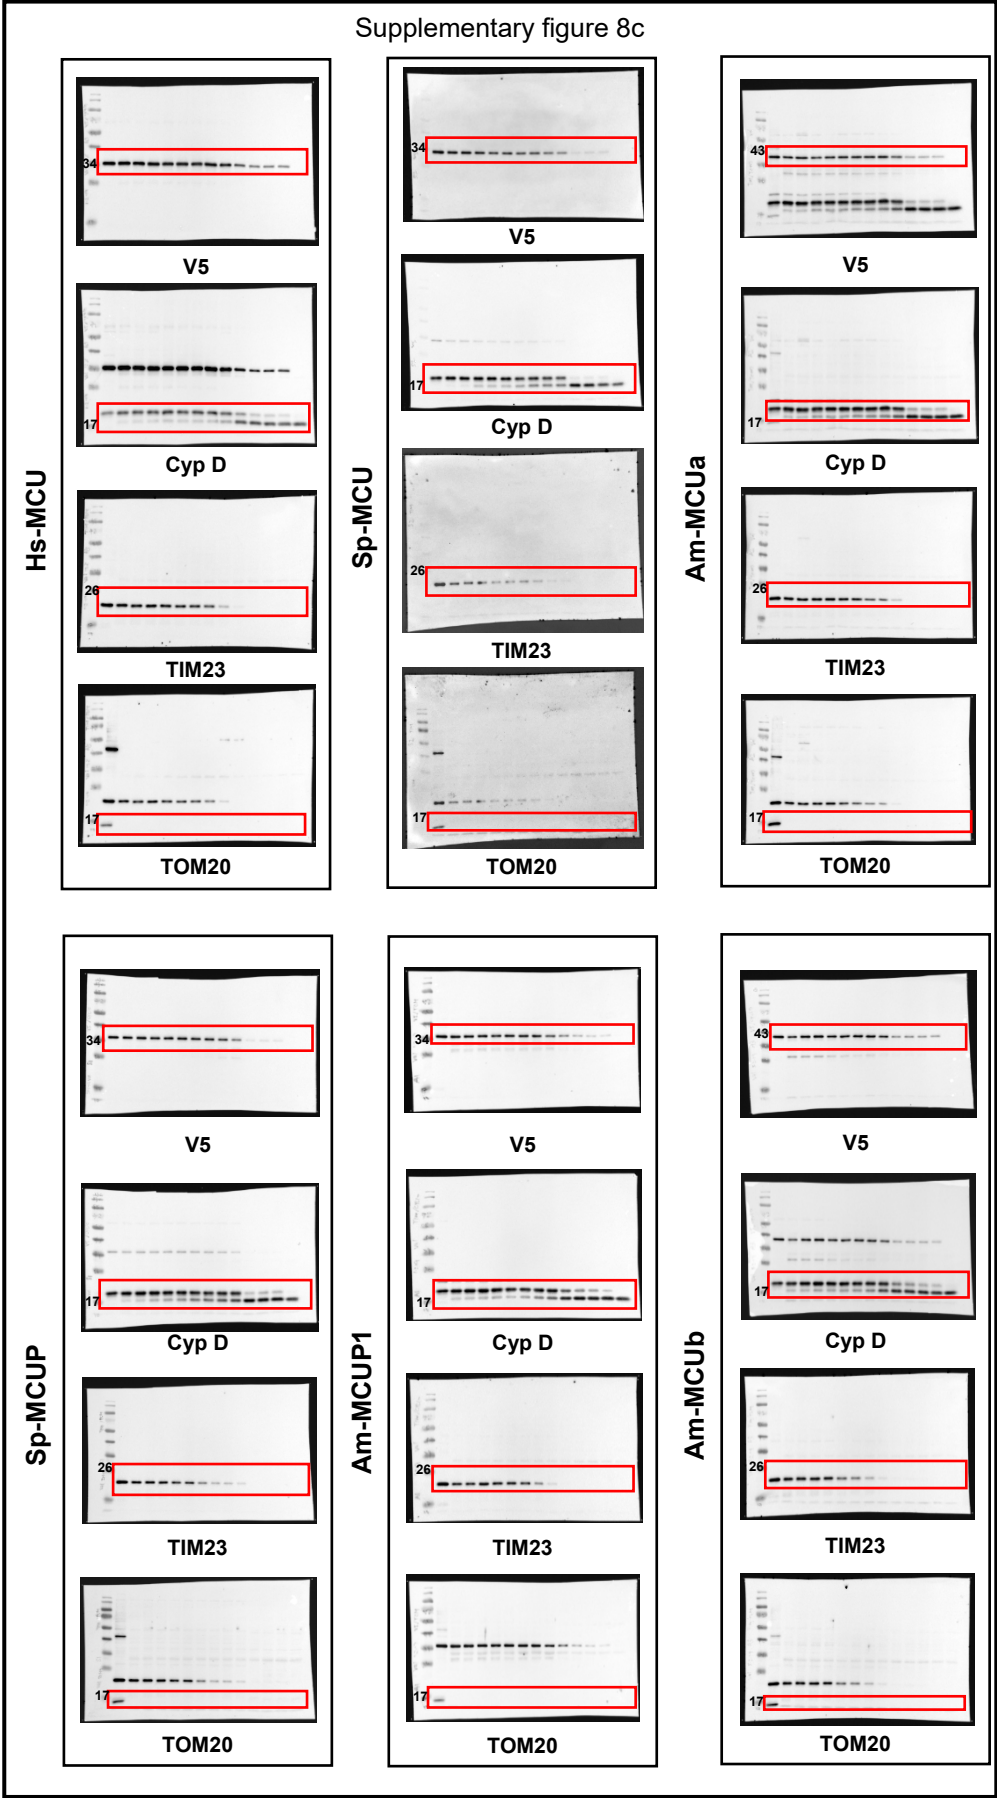 Supplementary figure 8c
Hs-MCU
34
V5
17
Cyp D
26
TIM23
17
TOM20
Sp-MCU
34
V5
17
Cyp D
26
TIM23
17
TOM20
Am-MCUa
43
V5
17
Cyp D
26
TIM23
17
TOM20
Sp-MCUP
34
V5
17
Cyp D
26
TIM23
17
TOM20
Am-MCUP1
34
V5
17
Cyp D
26
TIM23
17
TOM20
Am-MCUb
43
V5
17
Cyp D
26
TIM23
17
TOM20